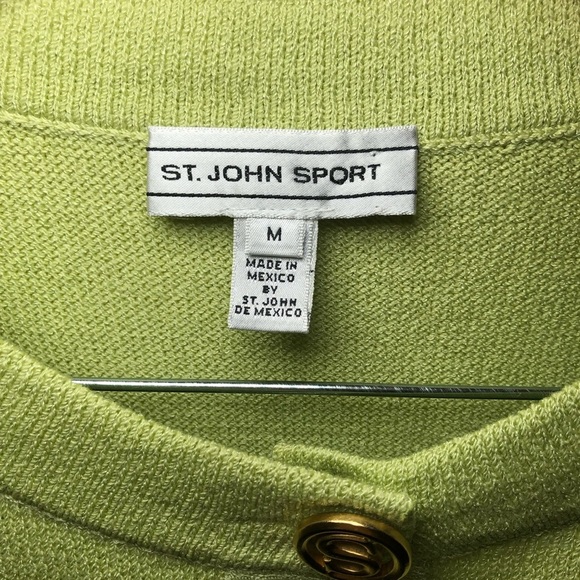 ST. JOHN SPORT
M
MADE IN
MEXICO
BY
ST. JOHN
DE MEXICO